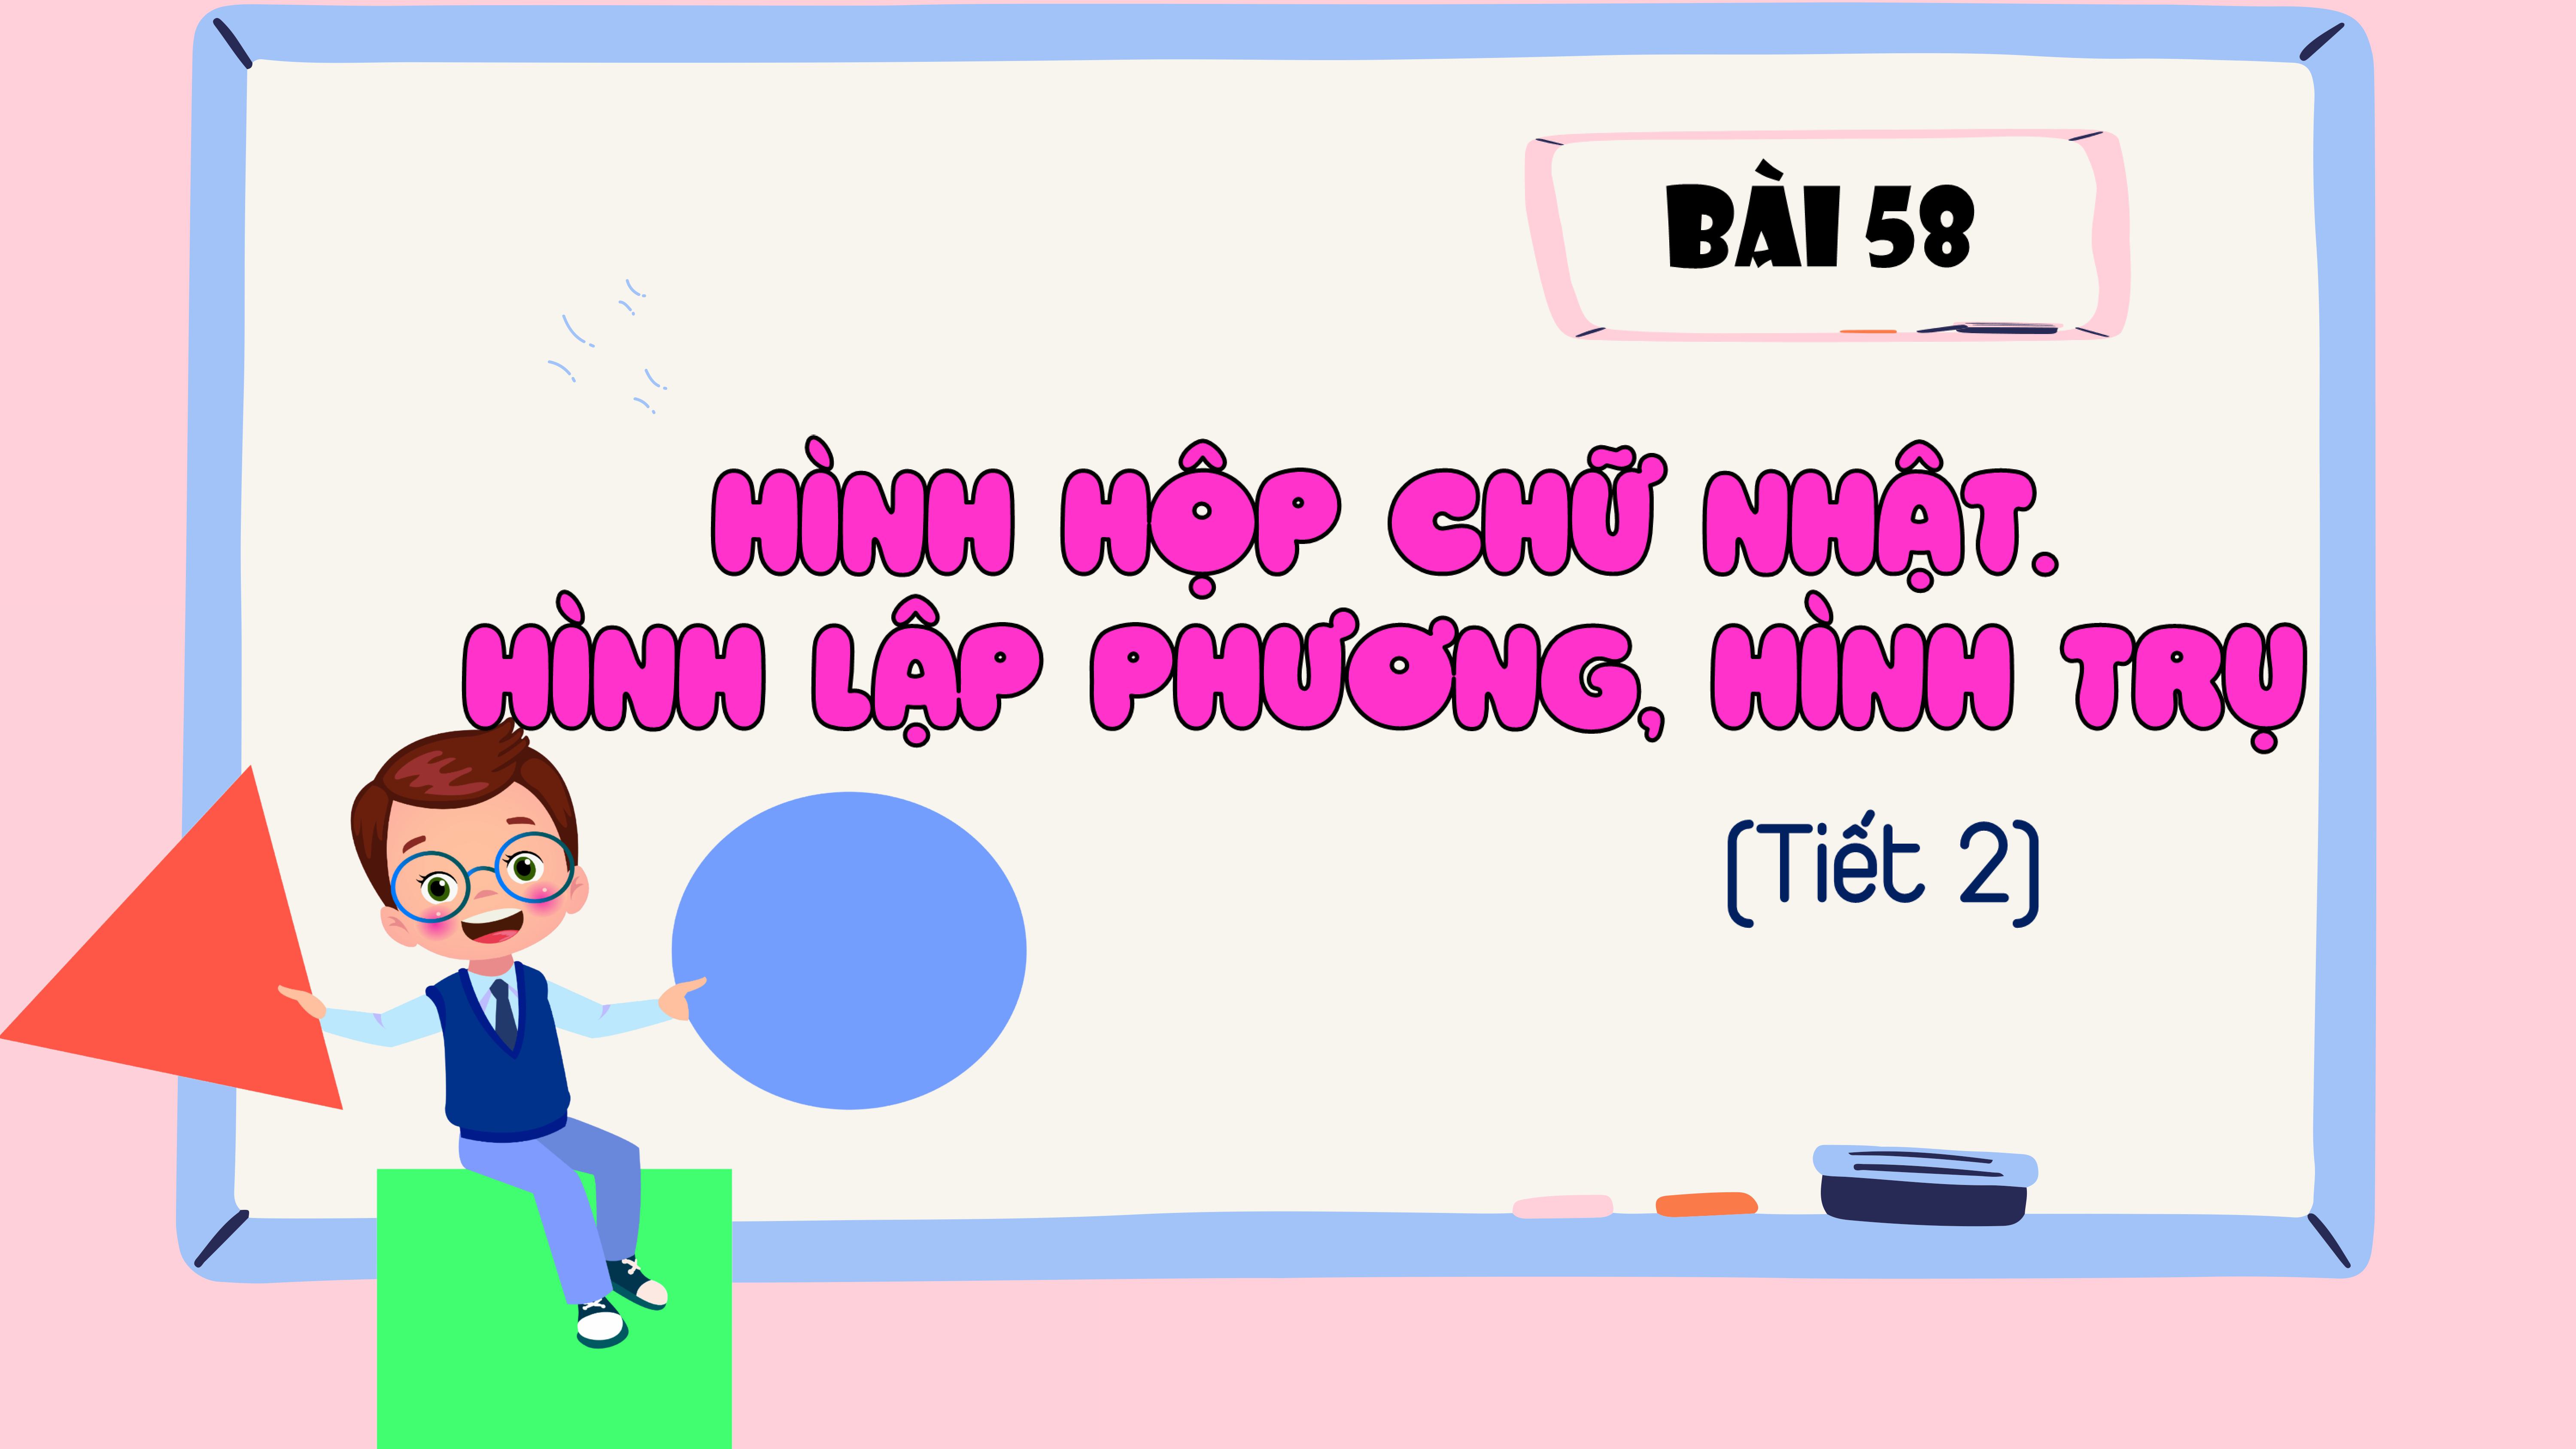 BÀI 58
HÌNH HỘP CHỮ NHẬT.
HÌNH LẬP PHƯƠNG, HÌNH TRỤ
(Tiết 2)